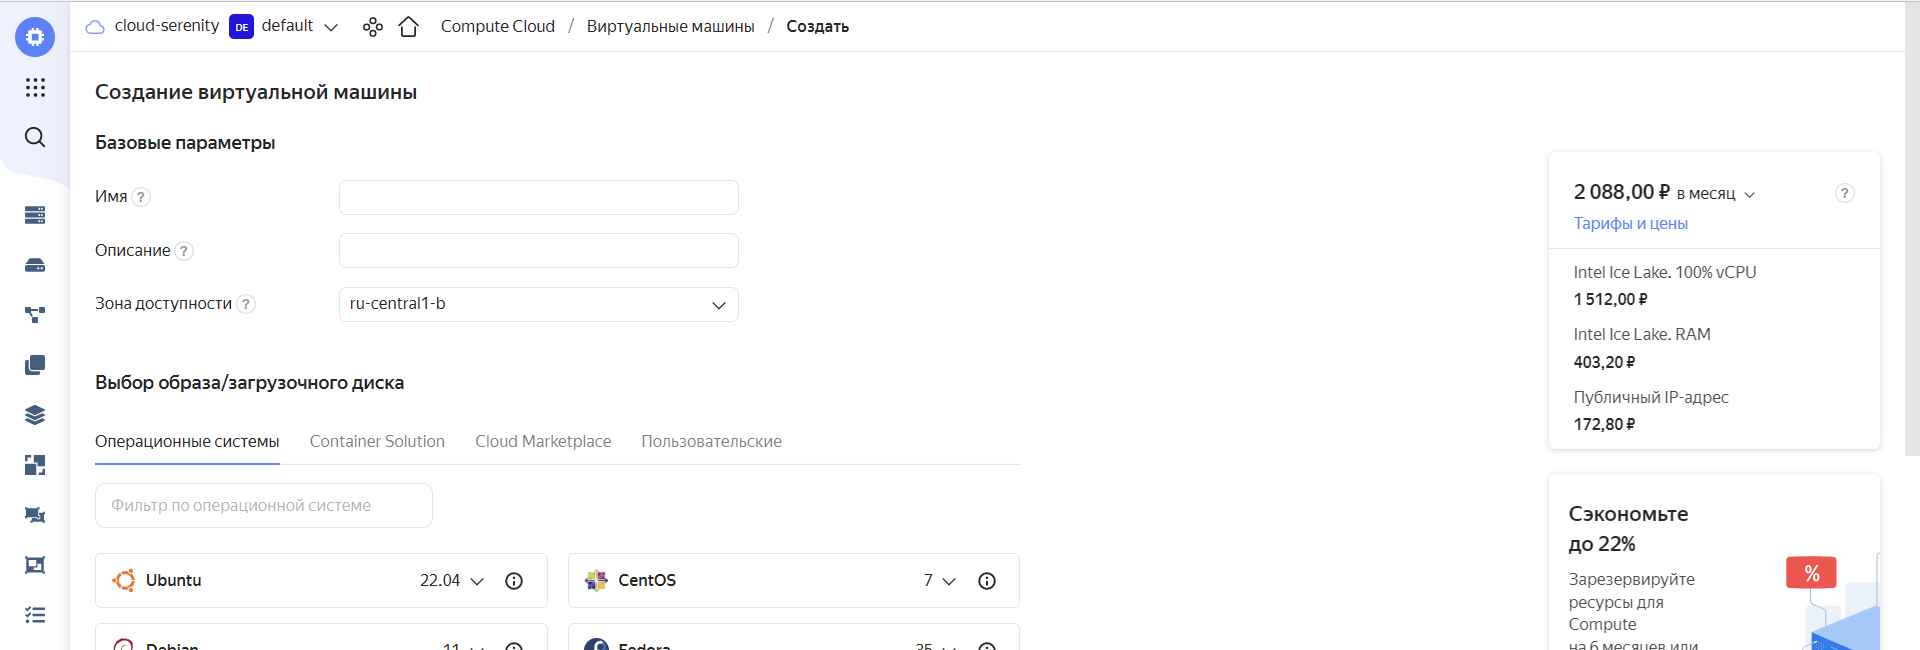 cloud-serenity DE default Compute Cloud / Виртуальные машины / Создать
Создание виртуальной машины
Базовые параметры
Имя ?
Описание ?
Зона доступности ? ru-central1-b
Выбор образа/загрузочного диска
Операционные системы Container Solution Cloud Marketplace Пользовательские
Фильтр по операционной системе
Ubuntu 22.04
CentOS 7
Debian 11
Fedora 35
2 088,00 ₽ в месяц ?
Тарифы и цены
Intel Ice Lake. 100% vCPU
1 512,00 ₽
Intel Ice Lake. RAM
403,20 ₽
Публичный IP-адрес
172,80 ₽
Сэкономьте
до 22%
%
Зарезервируйте
ресурсы для
Compute
на 6 месяцев или